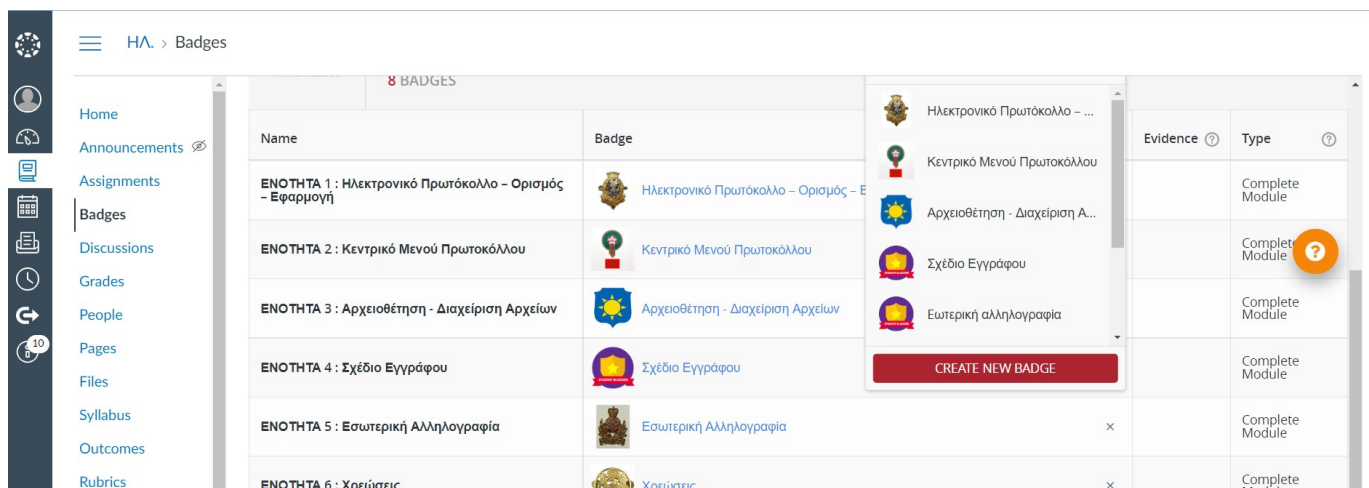 ΗΛ. > Badges
8 BADGES
Home
Announcements
Assignments
Badges
Discussions
Grades
People
10
Pages
Files
Syllabus
Outcomes
Rubrics
Name
Badge
Evidence
Type
ΕΝΟΤΗΤΑ 1 : Ηλεκτρονικό Πρωτόκολλο – Ορισμός
– Εφαρμογή
Ηλεκτρονικό Πρωτόκολλο – Ορισμός – Ε
Complete
Module
ΕΝΟΤΗΤΑ 2 : Κεντρικό Μενού Πρωτοκόλλου
Κεντρικό Μενού Πρωτοκόλλου
Complete
Module
ΕΝΟΤΗΤΑ 3 : Αρχειοθέτηση - Διαχείριση Αρχείων
Αρχειοθέτηση - Διαχείριση Αρχείων
Complete
Module
ΕΝΟΤΗΤΑ 4 : Σχέδιο Εγγράφου
Σχέδιο Εγγράφου
Complete
Module
ΕΝΟΤΗΤΑ 5 : Εσωτερική Αλληλογραφία
Εσωτερική Αλληλογραφία
×
Complete
Module
ΕΝΟΤΗΤΑ 6 : Χρεώσεις
Χρεώσεις
×
Complete
Ηλεκτρονικό Πρωτόκολλο – ...
Κεντρικό Μενού Πρωτοκόλλου
Αρχειοθέτηση - Διαχείριση Α...
Σχέδιο Εγγράφου
Εωτερική αλληλογραφία
CREATE NEW BADGE